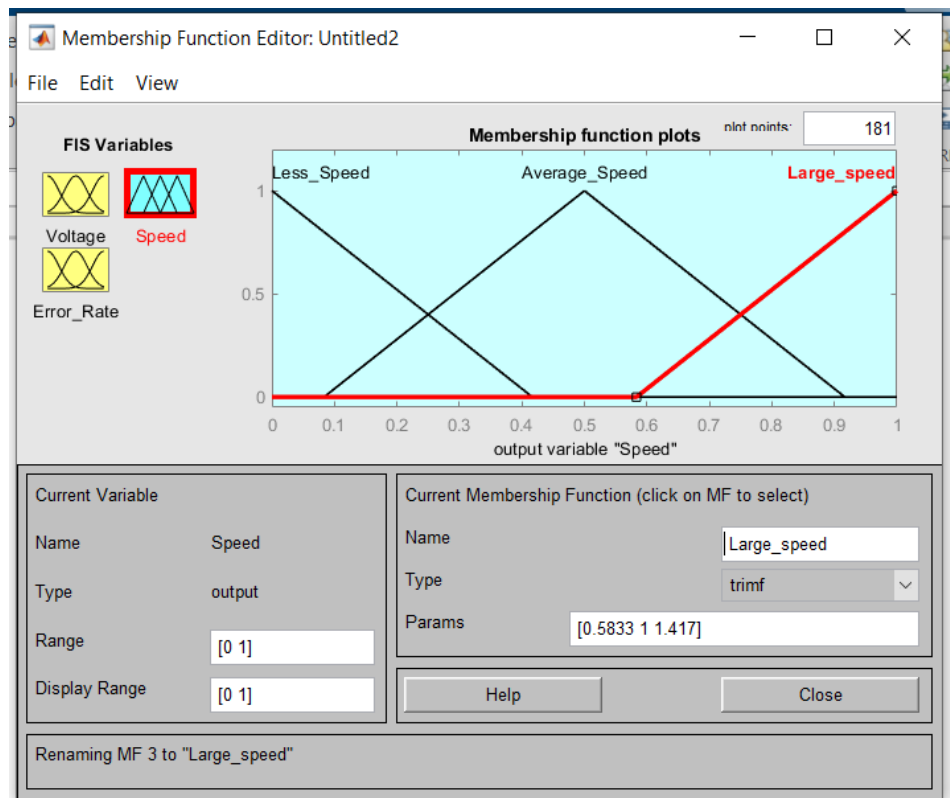 Membership Function Editor: Untitled2
File Edit View
FIS Variables
Voltage
Speed
Error_Rate
Membership function plots
plot points:
181
Less_Speed
Average_Speed
Large_speed
1
0.5
0
0 0.1 0.2 0.3 0.4 0.5 0.6 0.7 0.8 0.9 1
output variable "Speed"
Current Variable
Name Speed
Type output
Range [0 1]
Display Range [0 1]
Current Membership Function (click on MF to select)
Name Large_speed
Type trimf
Params [0.5833 1 1.417]
Help
Close
Renaming MF 3 to "Large_speed"